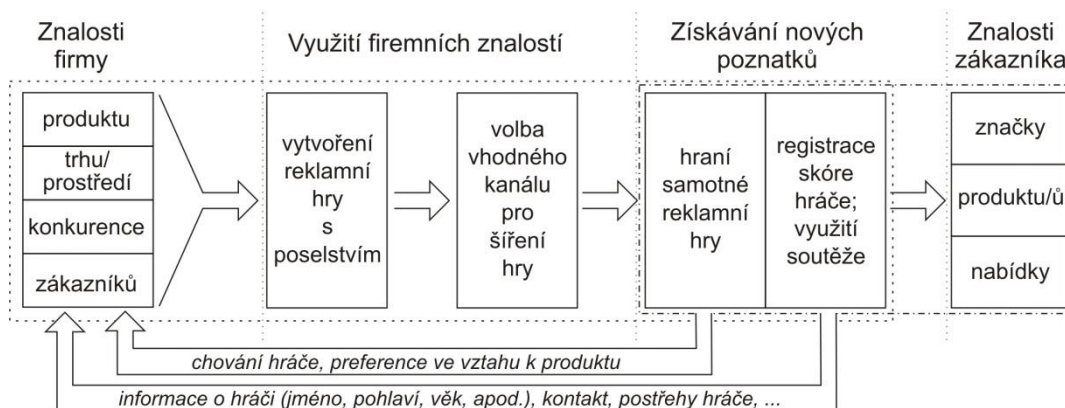 Znalosti
firmy
Využití firemních znalostí
Získávání nových
poznatků
Znalosti
zákazníka
produktu
trhu/
prostředí
konkurence
zákazníků
vytvoření
reklamní
hry
s
poselstvím
volba
vhodného
kanálu
pro
šíření
hry
hraní
samotné
reklamní
hry
registrace
skóre
hráče;
využití
soutěže
značky
produktu/ů
nabídky
chování hráče, preference ve vztahu k produktu
informace o hráči (jméno, pohlaví, věk, apod.), kontakt, postřehy hráče, ...